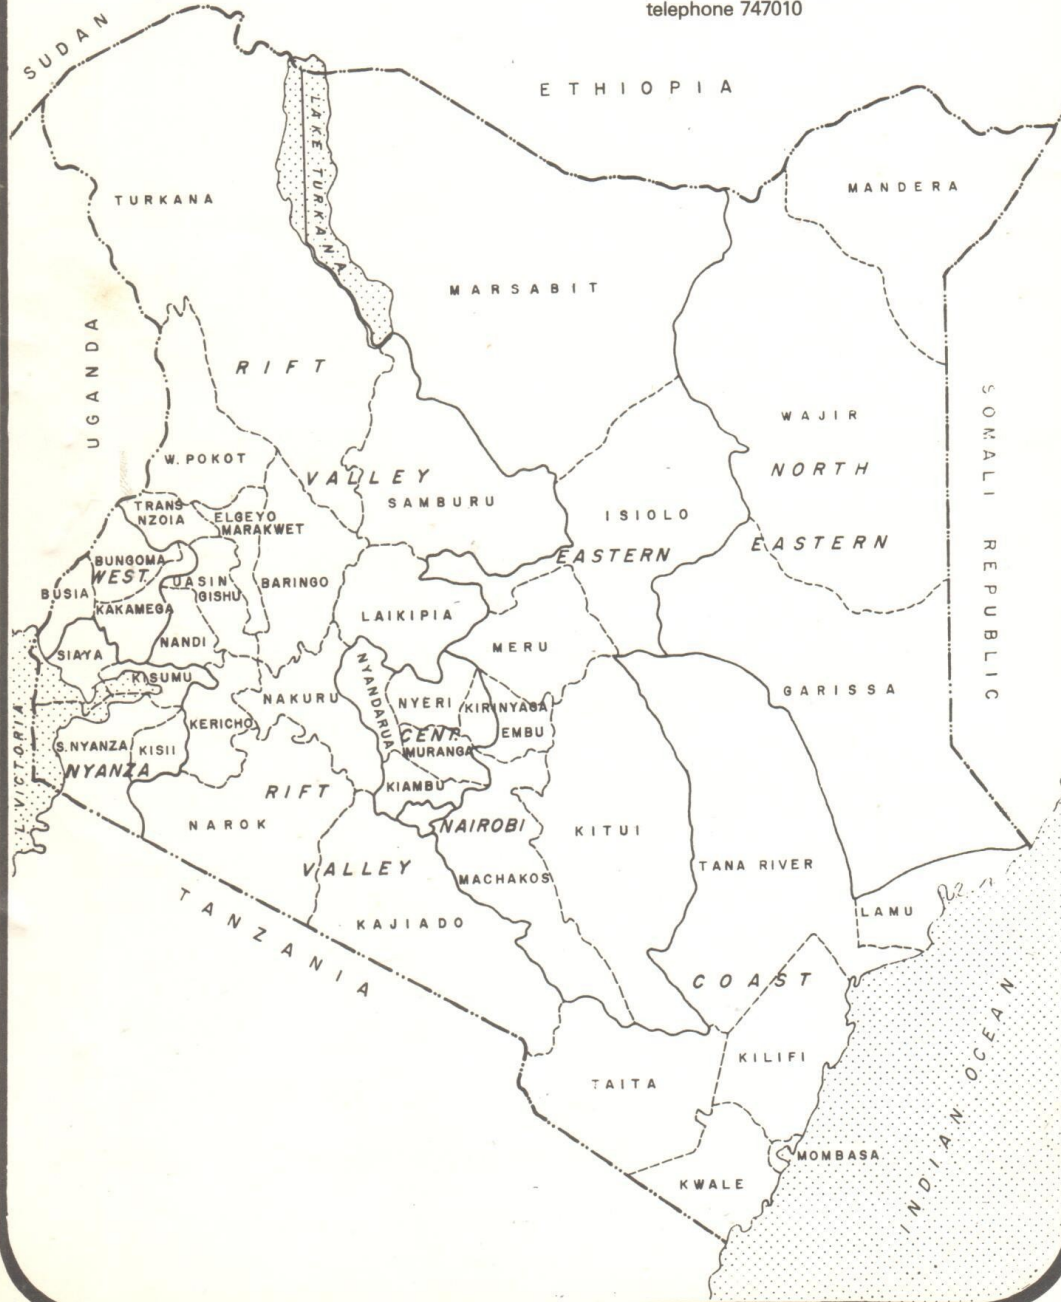 telephone 747010
SUDAN
ETHIOPIA
LAKE TURKANA
TURKANA
MANDERA
MARSABIT
UGANDA
RIFT
VALLEY
SOMALI REPUBLIC
WAJIR
NORTH
EASTERN
W. POKOT
SAMBURU
ISIOLO
EASTERN
TRANS
NZOIA
ELGEYO
MARAKWET
BUNGOMA
WEST.
UASIN
GISHU
BARINGO
BUSIA
KAKAMEGA
LAIKIPIA
NANDI
MERU
SIAYA
KISUMU
NYANDARUA
GARISSA
NAKURU
NYERI
KIRINYAGA
KERICHO
CENT.
EMBU
S. NYANZA
KISII
MURANGA
NYANZA
L. VICTORIA
KIAMBU
RIFT
VALLEY
NAROK
NAIROBI
KITUI
TANA RIVER
MACHAKOS
KAJIADO
LAMU
TANZANIA
COAST
KILIFI
TAITA
INDIAN OCEAN
MOMBASA
KWALE